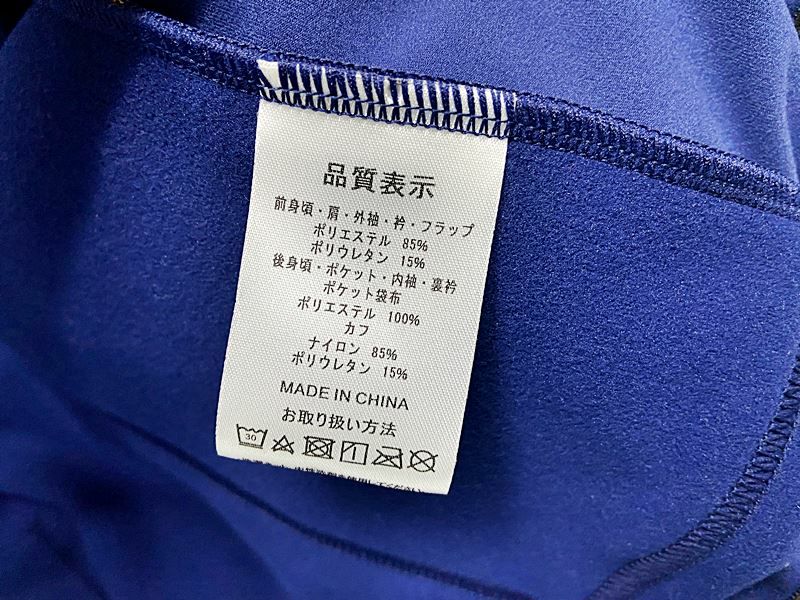 品質表示
前身頃・肩・外袖・衿・フラップ
ポリエステル 85%
ポリウレタン 15%
後身頃・ポケット・内袖・裏衿
ポケット袋布
ポリエステル 100%
カフ
ナイロン 85%
ポリウレタン 15%
MADE IN CHINA
お取り扱い方法
30